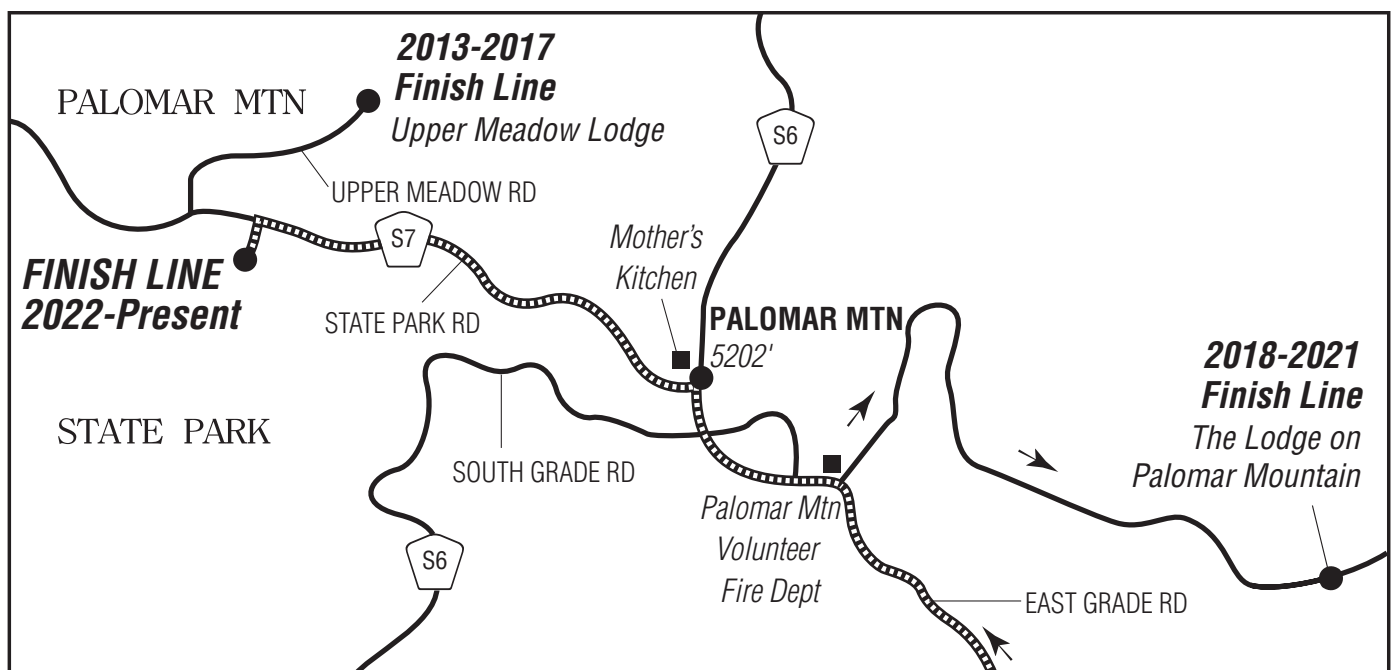 2013-2017
Finish Line
Upper Meadow Lodge
PALOMAR MTN
S6
UPPER MEADOW RD
S7
Mother's
Kitchen
FINISH LINE
2022-Present
STATE PARK RD
PALOMAR MTN
5202'
2018-2021
Finish Line
The Lodge on
Palomar Mountain
STATE PARK
SOUTH GRADE RD
Palomar Mtn
Volunteer
Fire Dept
S6
EAST GRADE RD